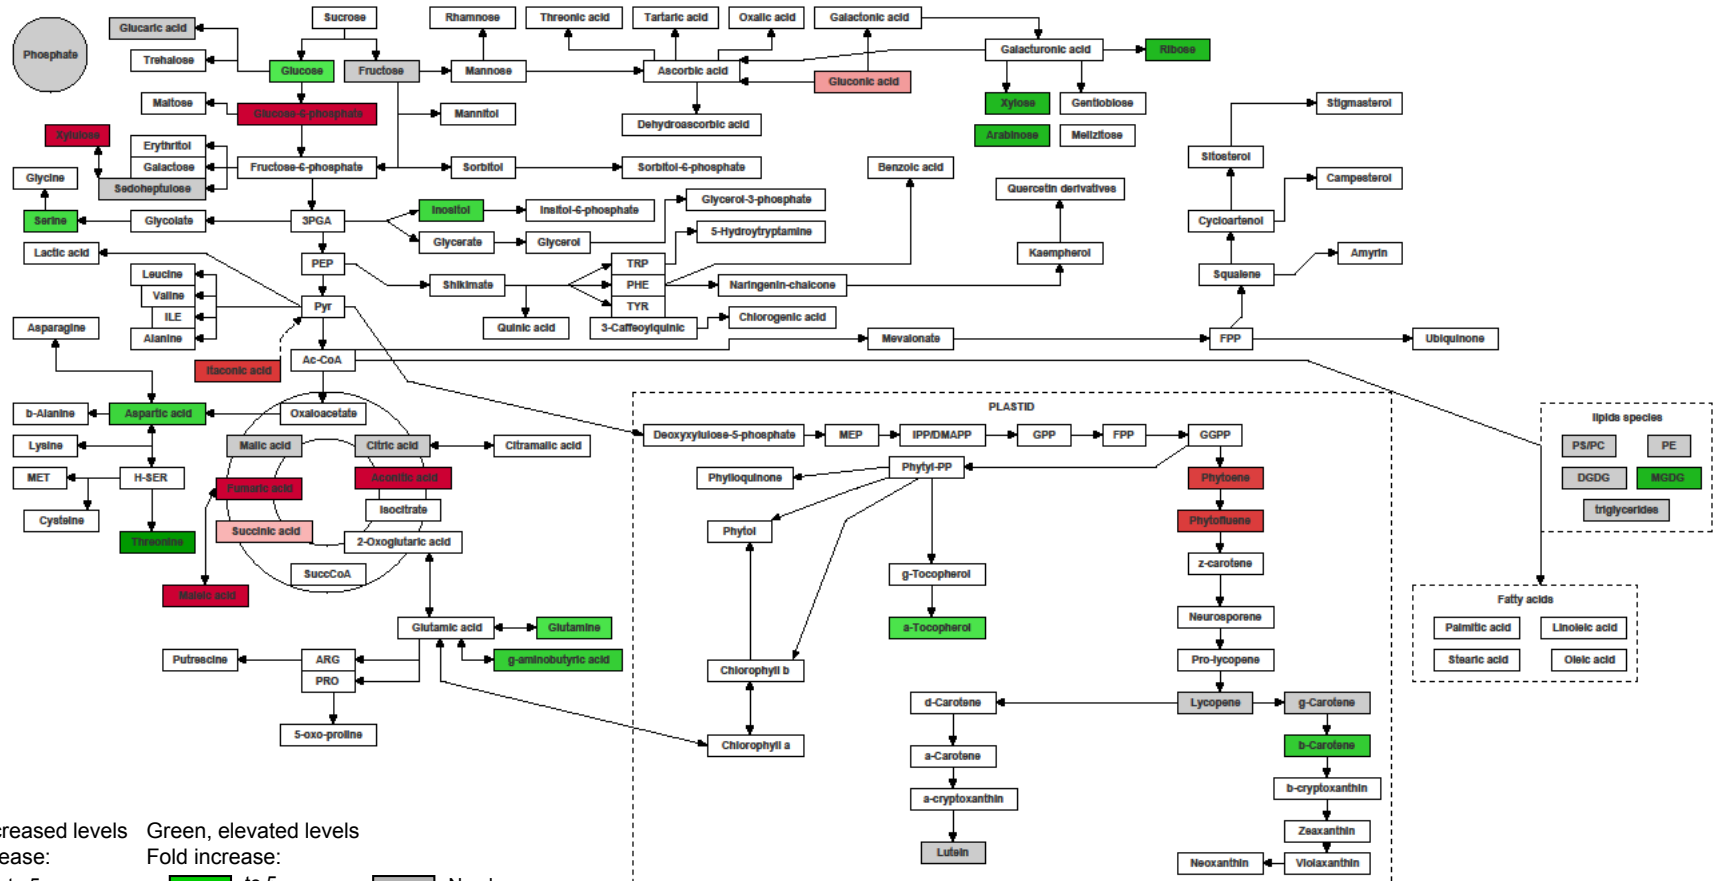 Sucrose
Rhamnose
Threonic acid
Tartaric acid
Oxalic acid
Galactonic acid
Glucaric acid
Phosphate
Trehalose
Glucose
Fructose
Mannose
Ascorbic acid
Gluconic acid
Galacturonic acid
Ribose
Maltose
Glucose-6-phosphate
Mannitol
Dehydroascorbic acid
Xylose
Gentiobiose
Stigmasterol
Xylulose
Arabinose
Melizitose
Erythritol
Galactose
Sedoheptulose
Fructose-6-phosphate
Sorbitol
Sorbitol-6-phosphate
Benzoic acid
Sitosterol
Glycine
Quercetin derivatives
Campesterol
Serine
Glycolate
3PGA
Inositol
Insitol-6-phosphate
Glycerol-3-phosphate
Cycloartenol
Glycerate
Glycerol
5-Hydroytryptamine
Lactic acid
Kaempherol
Amyrin
Leucine
Valine
ILE
Alanine
PEP
Shikimate
TRP
PHE
TYR
Naringenin-chalcone
Squalene
Pyr
Asparagine
Quinic acid
3-Caffeoylquinic
Chlorogenic acid
Mevalonate
FPP
Ubiquinone
Ac-CoA
Itaconic acid
PLASTID
lipids species
b-Alanine
Aspartic acid
Oxaloacetate
Malic acid
Citric acid
Citramalic acid
Deoxyxylulose-5-phosphate
MEP
IPP/DMAPP
GPP
FPP
GGPP
PS/PC
PE
Lysine
MET
H-SER
Fumaric acid
Aconitic acid
Phylloquinone
Phytyl-PP
Phytoene
DGDG
MGDG
triglycerides
Cysteine
Isocitrate
Phytofluene
Threonine
Succinic acid
2-Oxoglutaric acid
Phytol
z-carotene
SuccCoA
g-Tocopherol
Maleic acid
Fatty acids
Palmitic acid
Linoleic acid
Stearic acid
Oleic acid
Glutamic acid
Glutamine
a-Tocopherol
Neurosporene
Putrescine
ARG
PRO
g-aminobutyric acid
Chlorophyll b
Pro-lycopene
5-oxo-proline
d-Carotene
Lycopene
g-Carotene
Chlorophyll a
a-Carotene
b-Carotene
a-cryptoxanthin
b-cryptoxanthin
Zeaxanthin
Lutein
Neoxanthin
Violaxanthin
creased levels
Green, elevated levels
ease:
Fold increase: